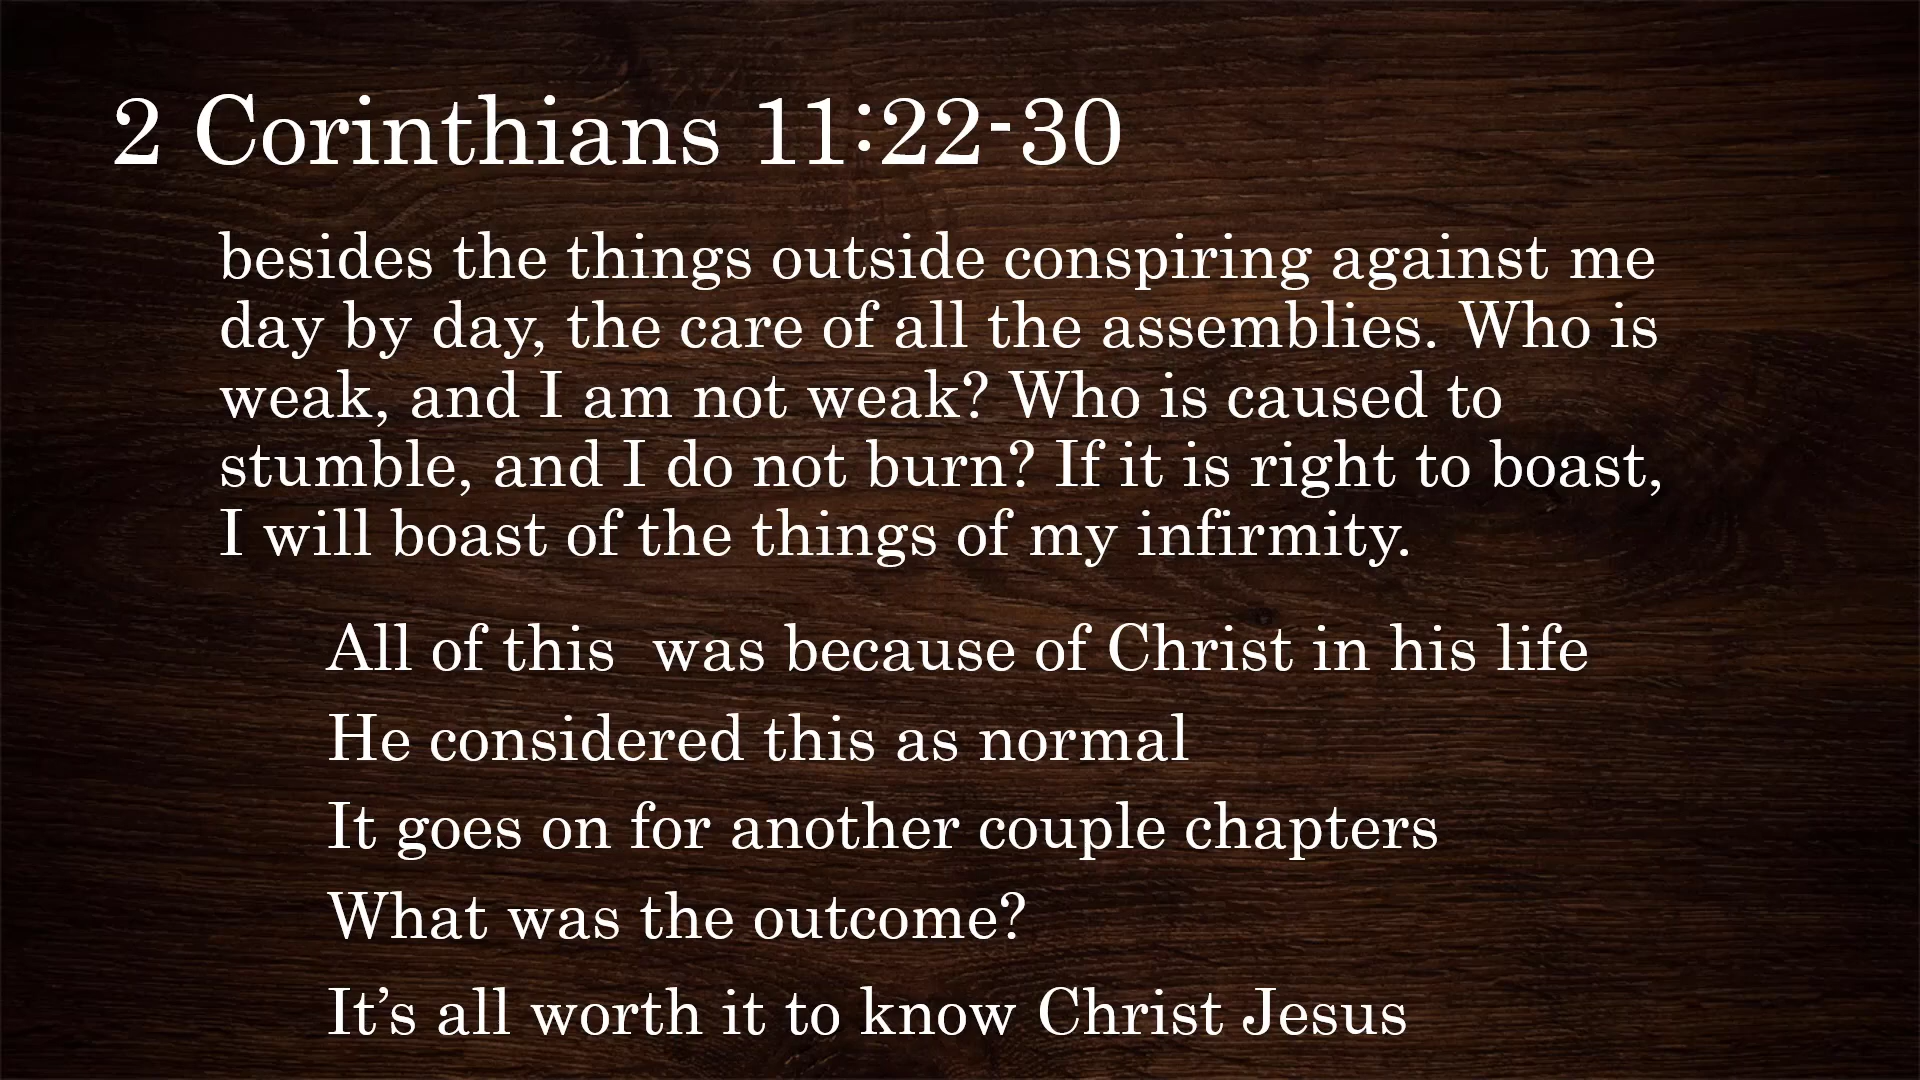 2 Corinthians 11:22-30
besides the things outside conspiring against me
day by day, the care of all the assemblies. Who is
weak, and I am not weak? Who is caused to
stumble, and I do not burn? If it is right to boast,
I will boast of the things of my infirmity.
All of this  was because of Christ in his life
He considered this as normal
It goes on for another couple chapters
What was the outcome?
It’s all worth it to know Christ Jesus